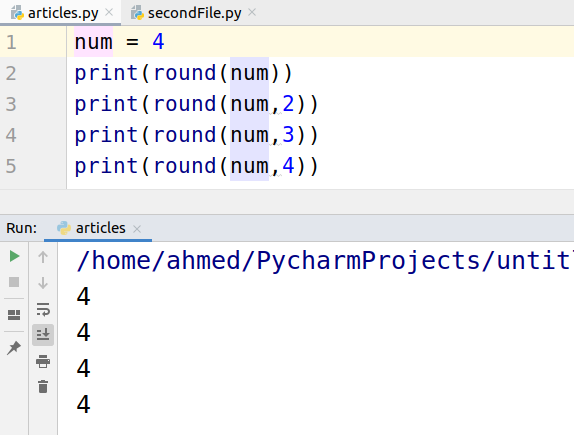 articles.py × secondFile.py ×
1 num = 4
2 print(round(num))
3 print(round(num,2))
4 print(round(num,3))
5 print(round(num,4))
Run: articles ×
/home/ahmed/PycharmProjects/untitl
4
4
4
4